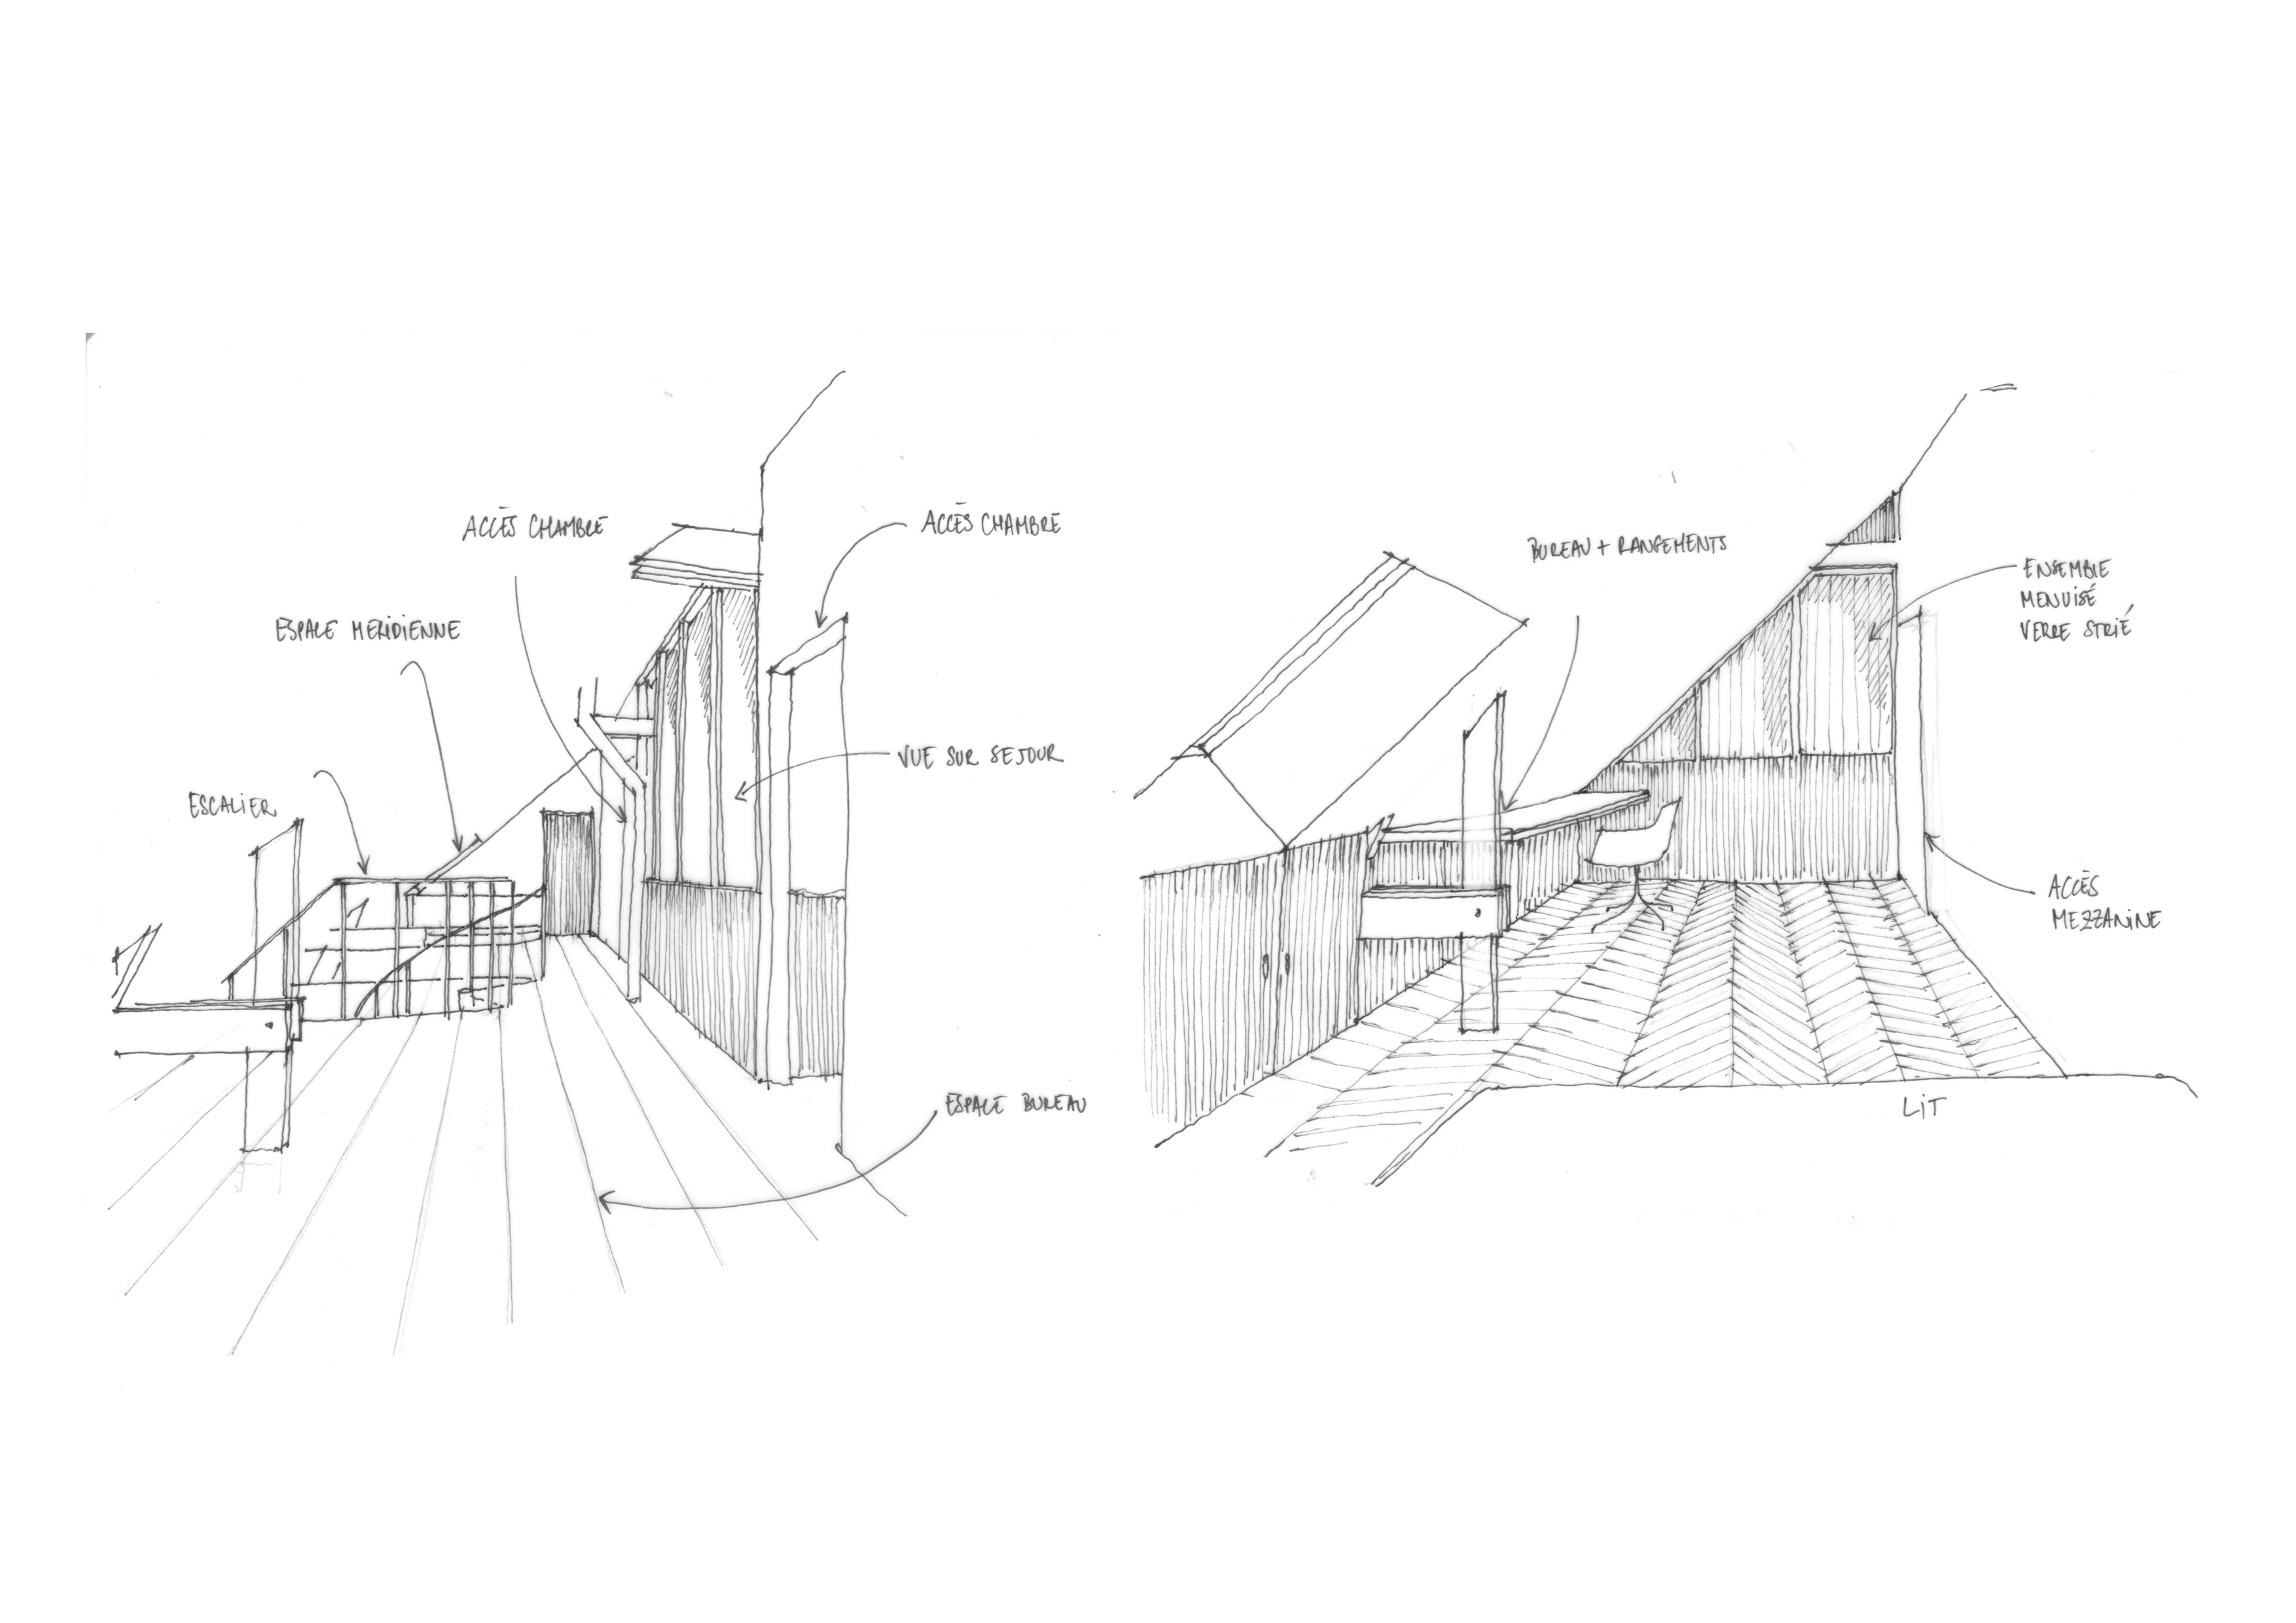 ACCÈS CHAMBRE
ACCÈS CHAMBRE
ESPACE MERIDIENNE
VUE SUR SEJOUR
ESCALIER
ESPACE BUREAU
BUREAU + RANGEMENTS
ENSEMBLE
MENUISÉ
VERRE STRIÉ
ACCÈS
MEZZANINE
LIT